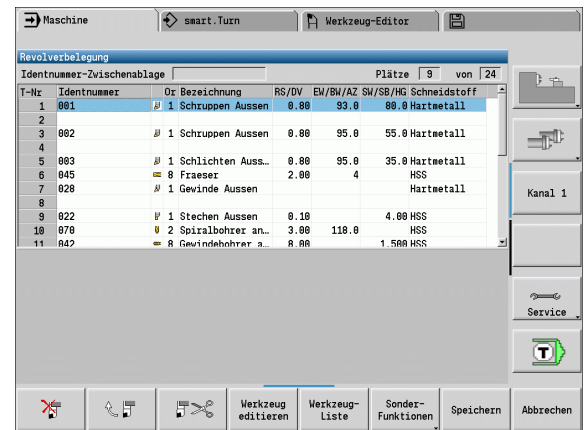 Maschine smart.Turn Werkzeug-Editor
Revolverbelegung
Identnummer-Zwischenablage Plätze 9 von 24
T-Nr Identnummer Or Bezeichnung RS/DV EW/BW/AZ SW/SB/HG Schneidstoff
1 001 1 Schruppen Aussen 0.80 93.0 80.0 Hartmetall
2
3 002 1 Schruppen Aussen 0.80 95.0 55.0 Hartmetall
4
5 003 1 Schlichten Auss… 0.80 95.0 35.0 Hartmetall
6 045 8 Fraeser 2.00 4 HSS
7 028 1 Gewinde Aussen Hartmetall
8
9 022 1 Stechen Aussen 0.10 4.00 HSS
10 070 2 Spiralbohrer an… 3.00 118.0 HSS
11 042 8 Gewindebohrer a… 8.00 1.500 HSS
Kanal 1
Service
T
Werkzeug editieren
Werkzeug-Liste
Sonder-Funktionen
Speichern
Abbrechen